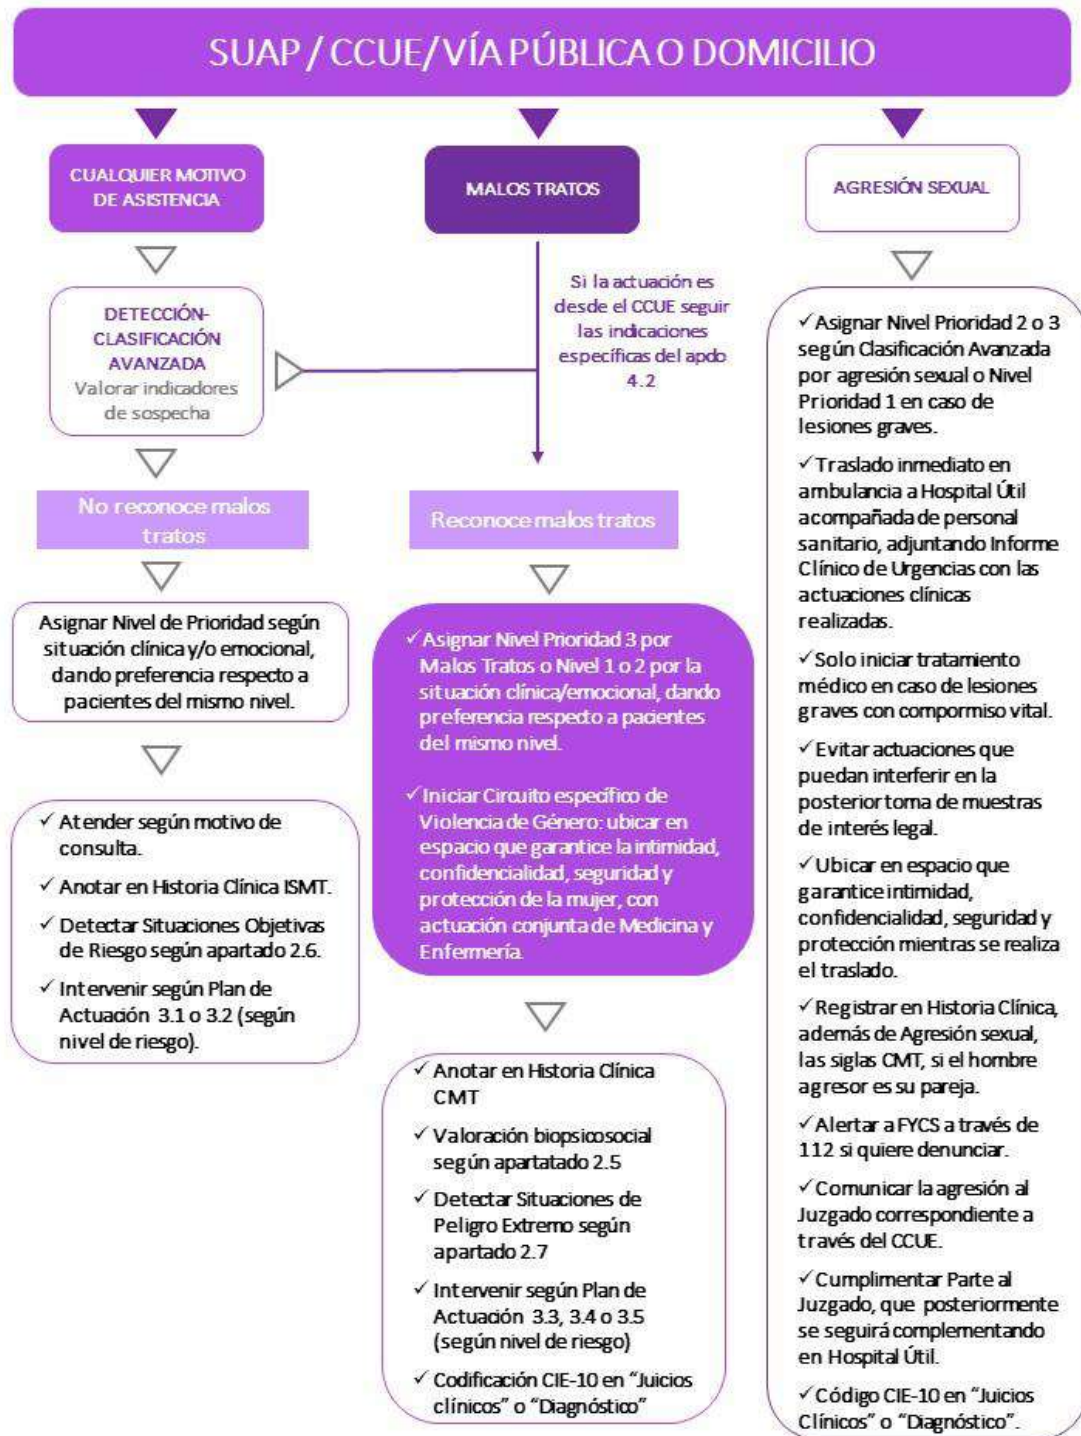 SUAP / CCUE/VÍA PÚBLICA O DOMICILIO
CUALQUIER MOTIVO
DE ASISTENCIA
DETECCIÓN-
CLASIFICACIÓN
AVANZADA
Valorar indicadores
de sospecha
No reconoce malos
tratos
Asignar Nivel de Prioridad según
situación clínica y/o emocional,
dando preferencia respecto a
pacientes del mismo nivel.
✓ Atender según motivo de
consulta.
✓ Anotar en Historia Clínica ISMT.
✓ Detectar Situaciones Objetivas
de Riesgo según apartado 2.6.
✓ Intervenir según Plan de
Actuación 3.1 o 3.2 (según
nivel de riesgo).
MALOS TRATOS
Si la actuación es
desde el CCUE seguir
las indicaciones
específicas del apdo
4.2
Reconoce malos tratos
✓ Asignar Nivel Prioridad 3 por
Malos Tratos o Nivel 1 o 2 por la
situación clínica/emocional, dando
preferencia respecto a pacientes
del mismo nivel.
✓ Iniciar Circuito específico de
Violencia de Género: ubicar en
espacio que garantice la intimidad,
confidencialidad, seguridad y
protección de la mujer, con
actuación conjunta de Medicina y
Enfermería.
✓ Anotar en Historia Clínica
CMT
✓ Valoración biopsicosocial
según apartatado 2.5
✓ Detectar Situaciones de
Peligro Extremo según
apartado 2.7
✓ Intervenir según Plan de
Actuación 3.3, 3.4 o 3.5
(según nivel de riesgo)
✓ Codificación CIE-10 en "Juicios
clínicos" o "Diagnóstico"
AGRESIÓN SEXUAL
✓Asignar Nivel Prioridad 2 o 3
según Clasificación Avanzada
por agresión sexual o Nivel
Prioridad 1 en caso de
lesiones graves.
✓Traslado inmediato en
ambulancia a Hospital Útil
acompañada de personal
sanitario, adjuntando Informe
Clínico de Urgencias con las
actuaciones clínicas
realizadas.
✓Solo iniciar tratamiento
médico en caso de lesiones
graves con compormiso vital.
✓Evitar actuaciones que
puedan interferir en la
posterior toma de muestras
de interés legal.
✓Ubicar en espacio que
garantice intimidad,
confidencialidad, seguridad y
protección mientras se realiza
el traslado.
✓Registrar en Historia Clínica,
además de Agresión sexual,
las siglas CMT, si el hombre
agresor es su pareja.
✓Alertar a FYCS a través de
112 si quiere denunciar.
✓Comunicar la agresión al
Juzgado correspondiente a
través del CCUE.
✓Cumplimentar Parte al
Juzgado, que posteriormente
se seguirá complementando
en Hospital Útil.
✓Código CIE-10 en "Juicios
Clínicos" o "Diagnóstico".